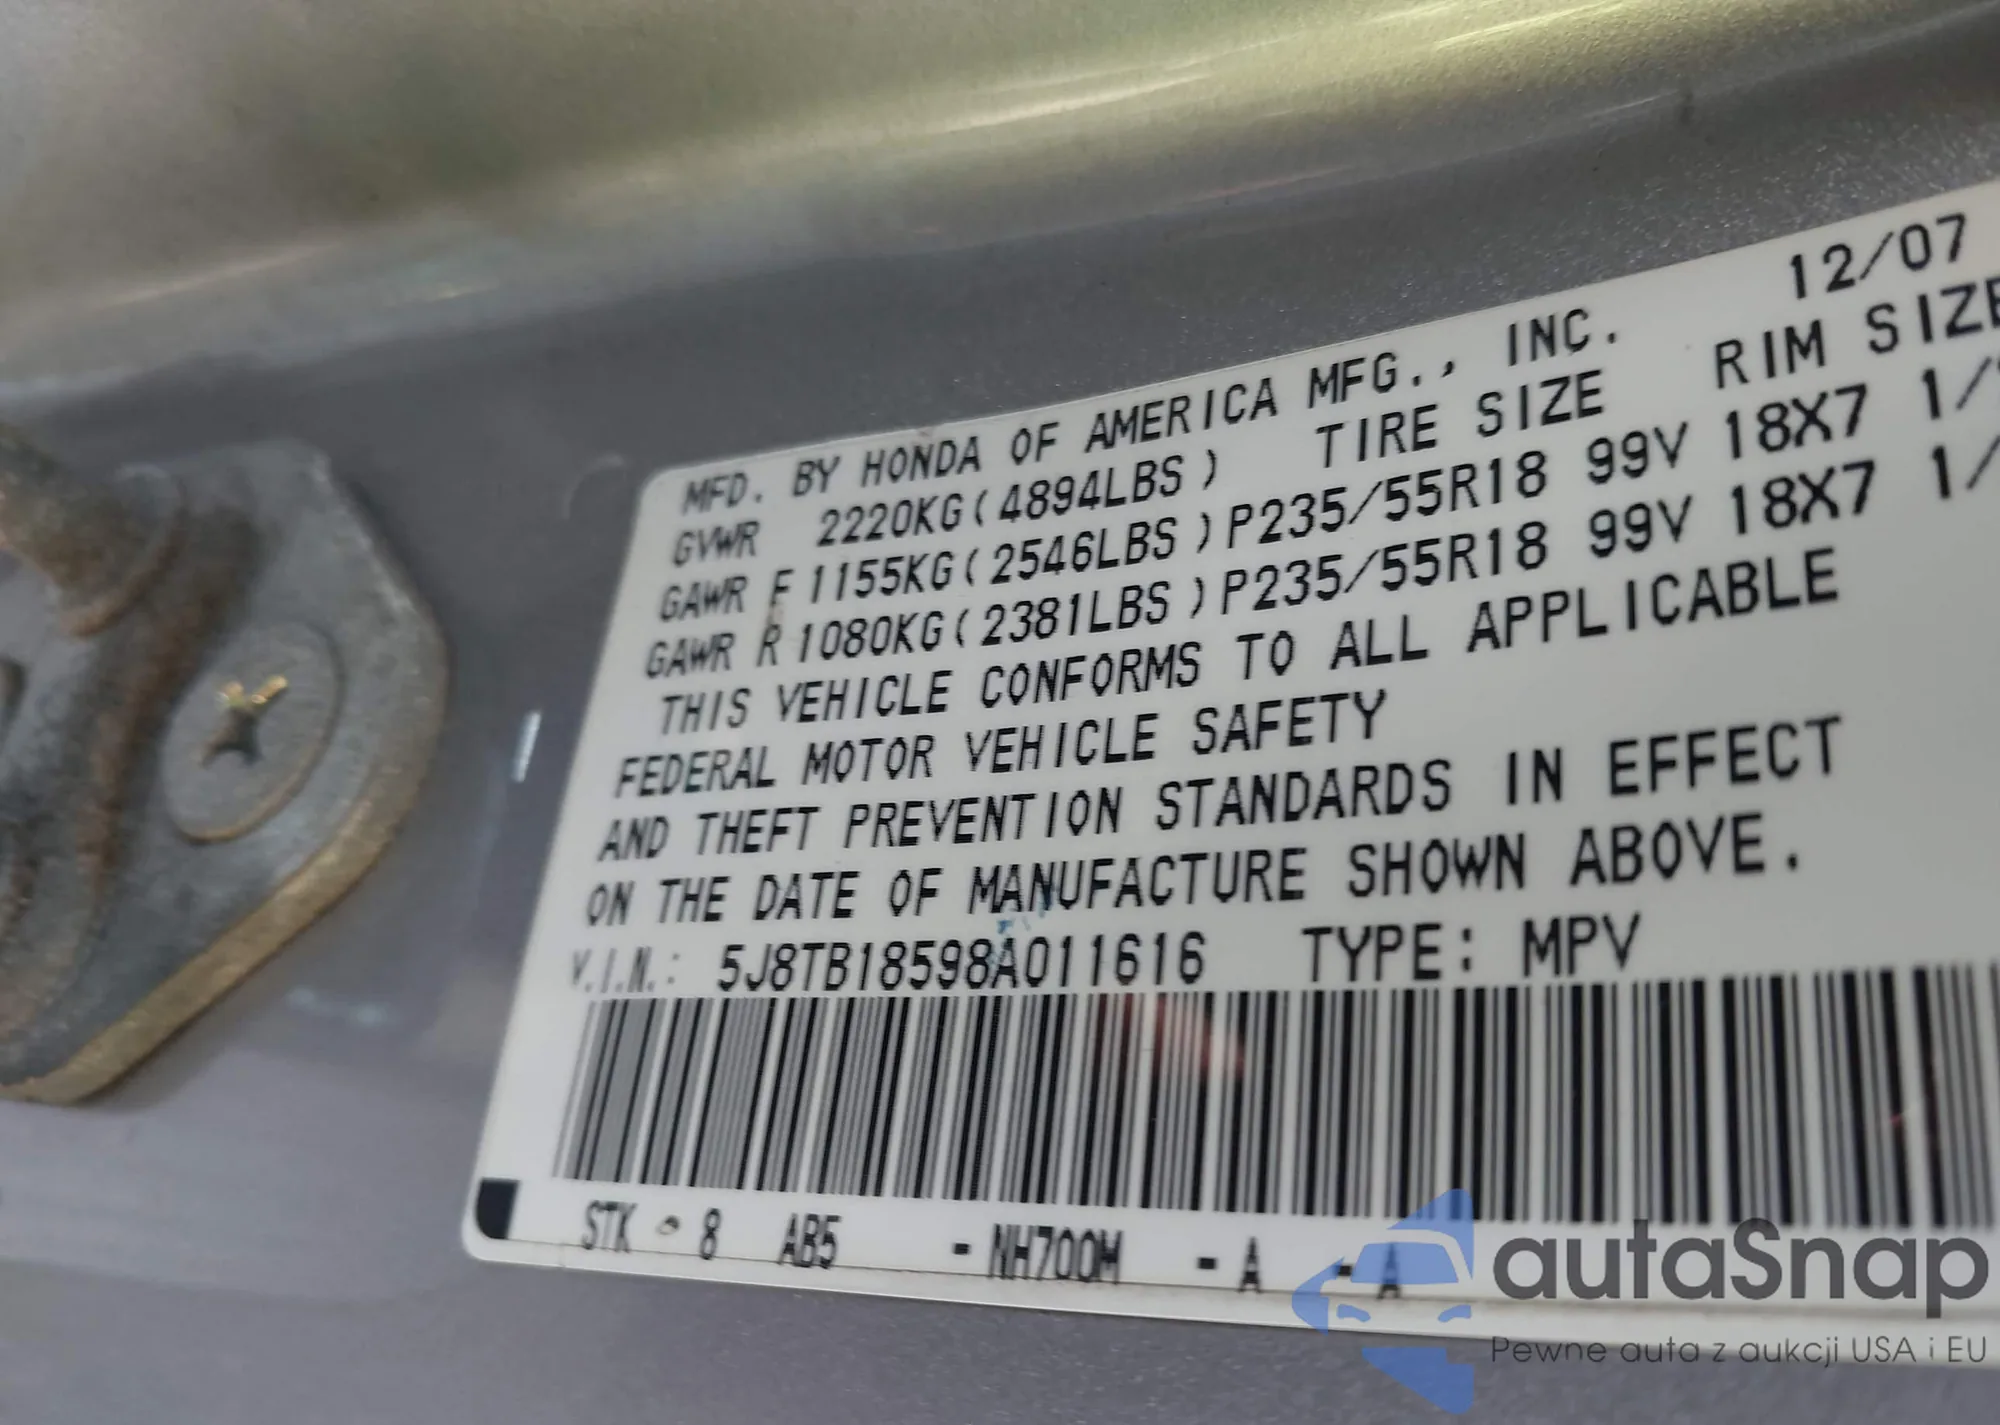 12/07
MFD. BY HONDA OF AMERICA MFG., INC.
GVWR 2220KG(4894LBS) TIRE SIZE RIM SIZE
GAWR F 1155KG(2546LBS)P235/55R18 99V 18X7 1/
GAWR R 1080KG(2381LBS)P235/55R18 99V 18X7 1/
THIS VEHICLE CONFORMS TO ALL APPLICABLE
FEDERAL MOTOR VEHICLE SAFETY
AND THEFT PREVENTION STANDARDS IN EFFECT
ON THE DATE OF MANUFACTURE SHOWN ABOVE.
V.I.N.: 5J8TB18598A011616 TYPE: MPV
STK - 8 AB5 - NH700M - A - A
autaSnap
Pewne auta z aukcji USA i EU